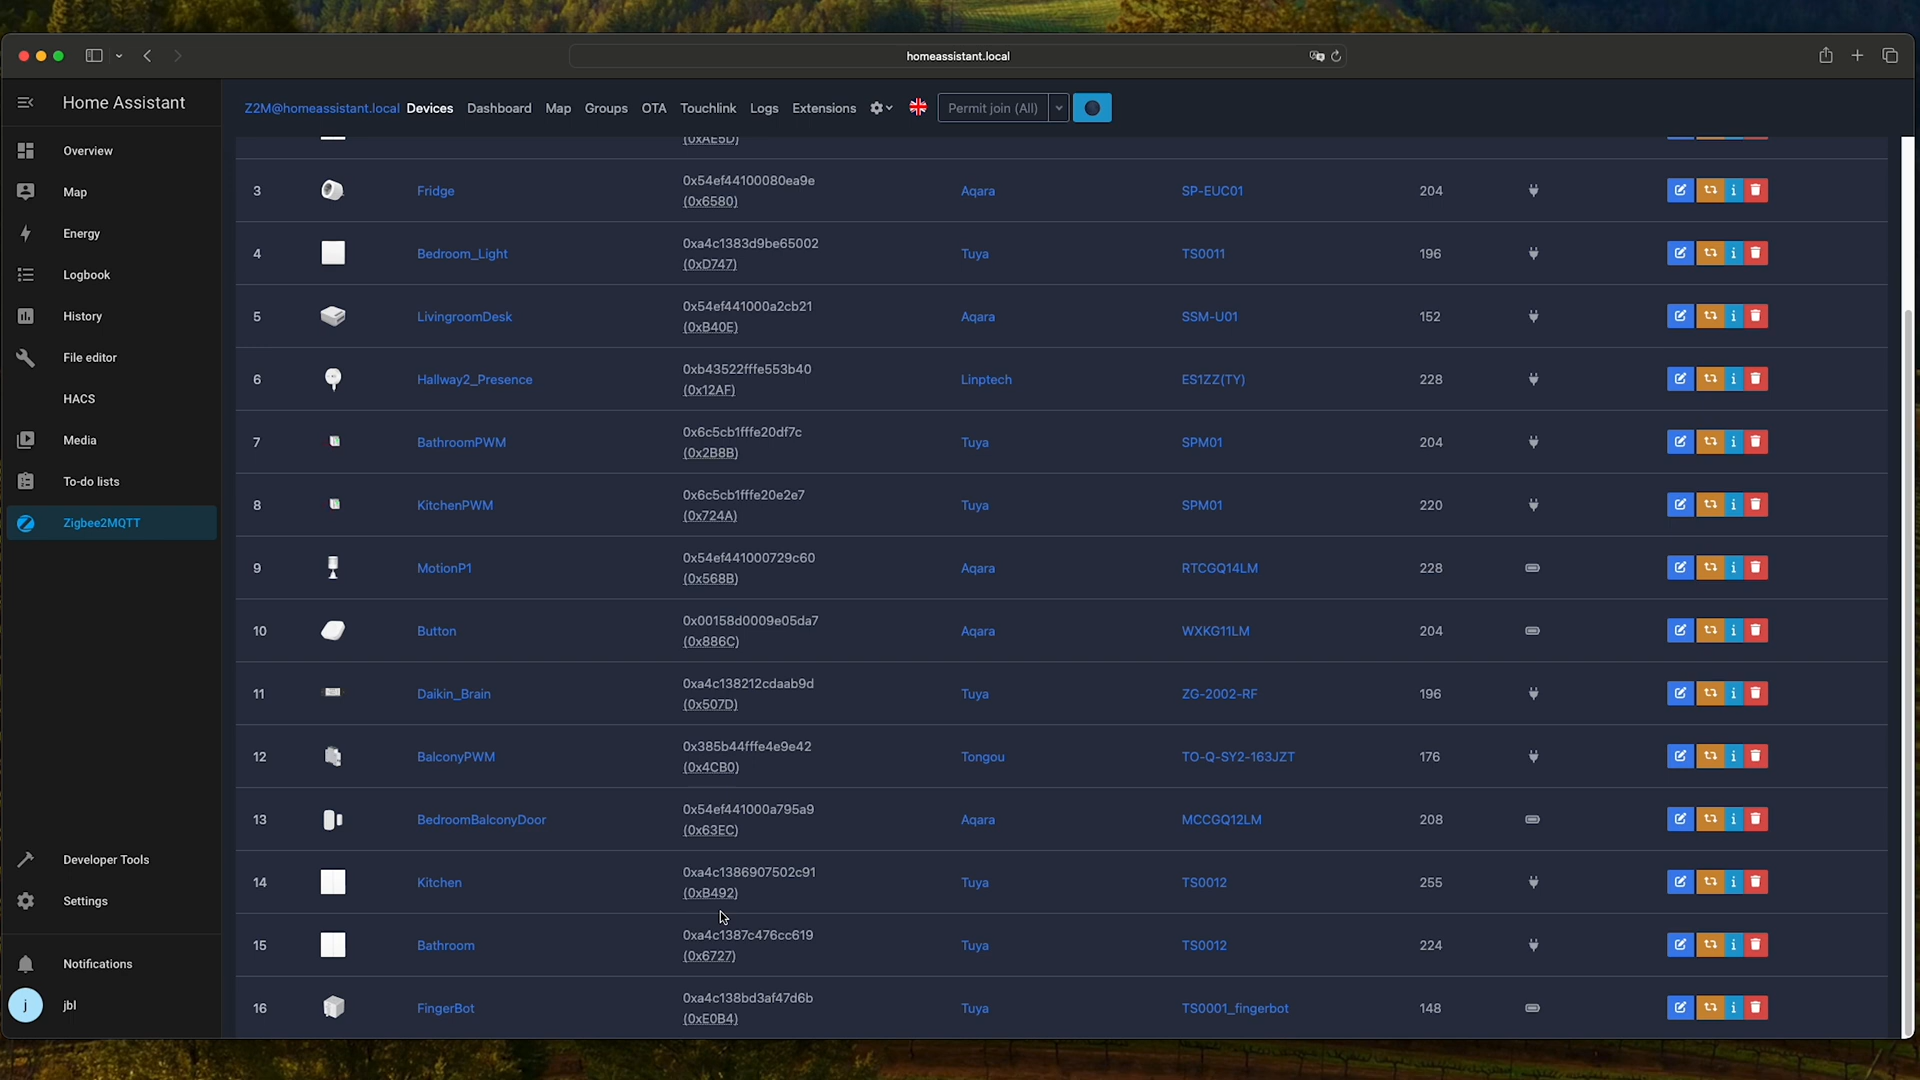 homeassistant.local
Home Assistant
Z2M@homeassistant.local Devices Dashboard Map Groups OTA Touchlink Logs Extensions Permit join (All)
Overview
Map
Energy
Logbook
History
File editor
HACS
Media
To-do lists
Zigbee2MQTT
Developer Tools
Settings
Notifications
j jbl
(0xAE5D)
3 Fridge 0x54ef44100080ea9e (0x6580) Aqara SP-EUC01 204
4 Bedroom_Light 0xa4c1383d9be65002 (0xD747) Tuya TS0011 196
5 LivingroomDesk 0x54ef441000a2cb21 (0xB40E) Aqara SSM-U01 152
6 Hallway2_Presence 0xb43522fffe553b40 (0x12AF) Linptech ES1ZZ(TY) 228
7 BathroomPWM 0x6c5cb1fffe20df7c (0x2B8B) Tuya SPM01 204
8 KitchenPWM 0x6c5cb1fffe20e2e7 (0x724A) Tuya SPM01 220
9 MotionP1 0x54ef441000729c60 (0x568B) Aqara RTCGQ14LM 228
10 Button 0x00158d0009e05da7 (0x886C) Aqara WXKG11LM 204
11 Daikin_Brain 0xa4c138212cdaab9d (0x507D) Tuya ZG-2002-RF 196
12 BalconyPWM 0x385b44fffe4e9e42 (0x4CB0) Tongou TO-Q-SY2-163JZT 176
13 BedroomBalconyDoor 0x54ef441000a795a9 (0x63EC) Aqara MCCGQ12LM 208
14 Kitchen 0xa4c1386907502c91 (0xB492) Tuya TS0012 255
15 Bathroom 0xa4c1387c476cc619 (0x6727) Tuya TS0012 224
16 FingerBot 0xa4c138bd3af47d6b (0xE0B4) Tuya TS0001_fingerbot 148